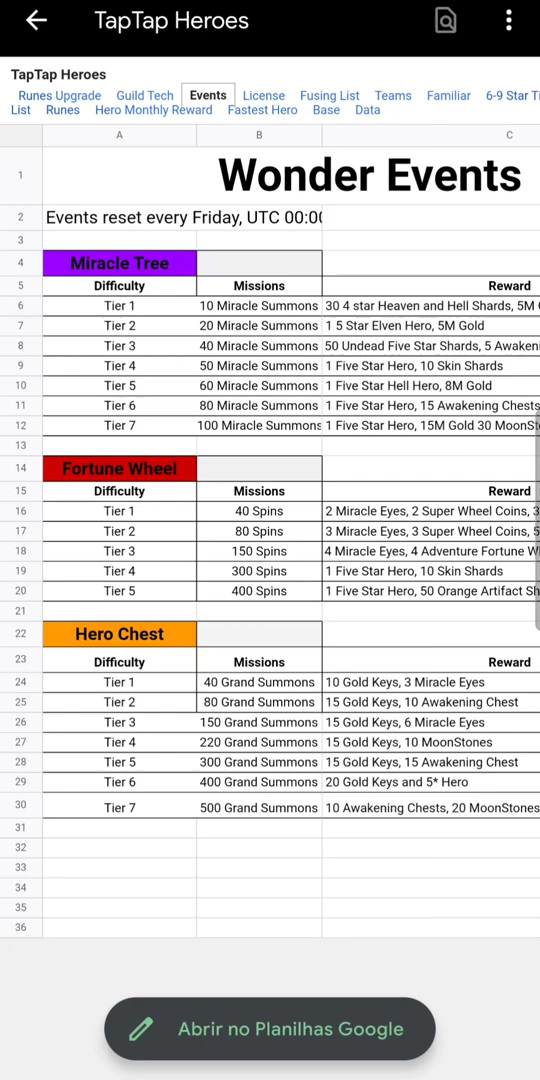 TapTap Heroes
TapTap Heroes
Runes Upgrade Guild Tech Events License Fusing List Teams Familiar 6-9 Star
List Runes Hero Monthly Reward Fastest Hero Base Data
A B C
1 Wonder Events
2 Events reset every Friday, UTC
3
4 Miracle Tree
5 Difficulty Missions Reward
6 Tier 1 10 Miracle Summons 30 4 star Heaven and Hell Shards, 5M
7 Tier 2 20 Miracle Summons 1 5 Star Elven Hero, 5M Gold
8 Tier 3 40 Miracle Summons 50 Undead Five Star Shards, 5
9 Tier 4 50 Miracle Summons 1 Five Star Hero, 10 Skin Shards
10 Tier 5 60 Miracle Summons 1 Five Star Hell Hero, 8M Gold
11 Tier 6 80 Miracle Summons 1 Five Star Hero, 15 Awakening Chests
12 Tier 7 100 Miracle Summons 1 Five Star Hero, 15M Gold 30
13
14 Fortune Wheel
15 Difficulty Missions Reward
16 Tier 1 40 Spins 2 Miracle Eyes, 2 Super Wheel Coins, 3
17 Tier 2 80 Spins 3 Miracle Eyes, 3 Super Wheel Coins, 5
18 Tier 3 150 Spins 4 Miracle Eyes, 4 Adventure Fortune
19 Tier 4 300 Spins 1 Five Star Hero, 10 Skin Shards
20 Tier 5 400 Spins 1 Five Star Hero, 50 Orange Artifact
21
22 Hero Chest
23 Difficulty Missions Reward
24 Tier 1 40 Grand Summons 10 Gold Keys, 3 Miracle Eyes
25 Tier 2 80 Grand Summons 15 Gold Keys, 10 Awakening Chest
26 Tier 3 150 Grand Summons 15 Gold Keys, 6 Miracle Eyes
27 Tier 4 220 Grand Summons 15 Gold Keys, 10 MoonStones
28 Tier 5 300 Grand Summons 15 Gold Keys, 15 Awakening Chest
29 Tier 6 400 Grand Summons 20 Gold Keys and 5* Hero
30 Tier 7 500 Grand Summons 10 Awakening Chests, 20 MoonStones
31
32
33
34
35
36
Abrir no Planilhas Google